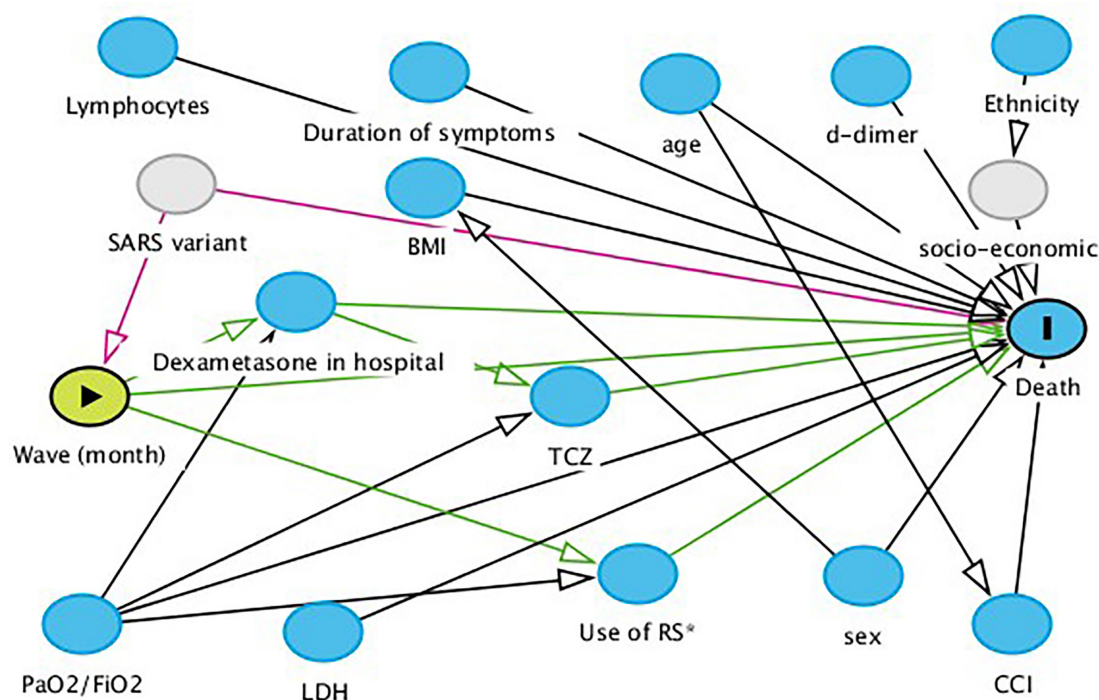 Lymphocytes
Duration of symptoms
age
d-dimer
Ethnicity
SARS variant
BMI
socio-economic
Dexametasone in hospital
Death
Wave (month)
TCZ
Use of RS*
sex
PaO2/FiO2
LDH
CCI